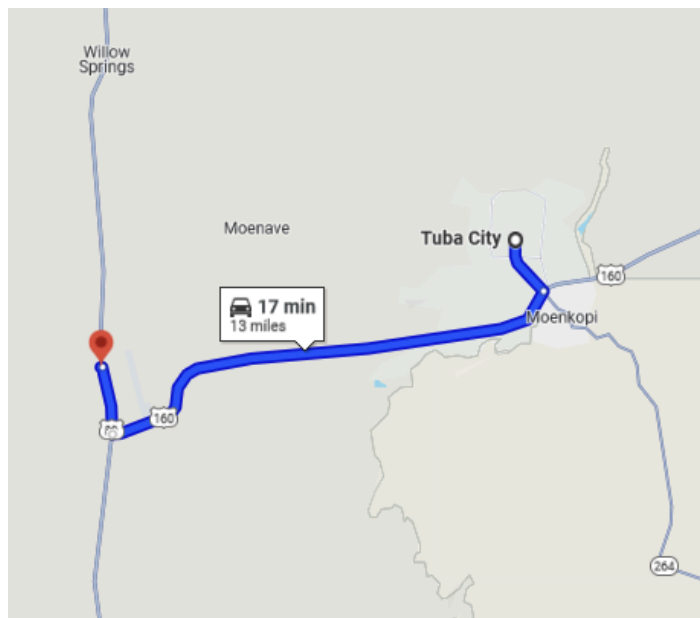 Willow
Springs
Moenave
Tuba City
160
17 min
13 miles
Moenkopi
160
264